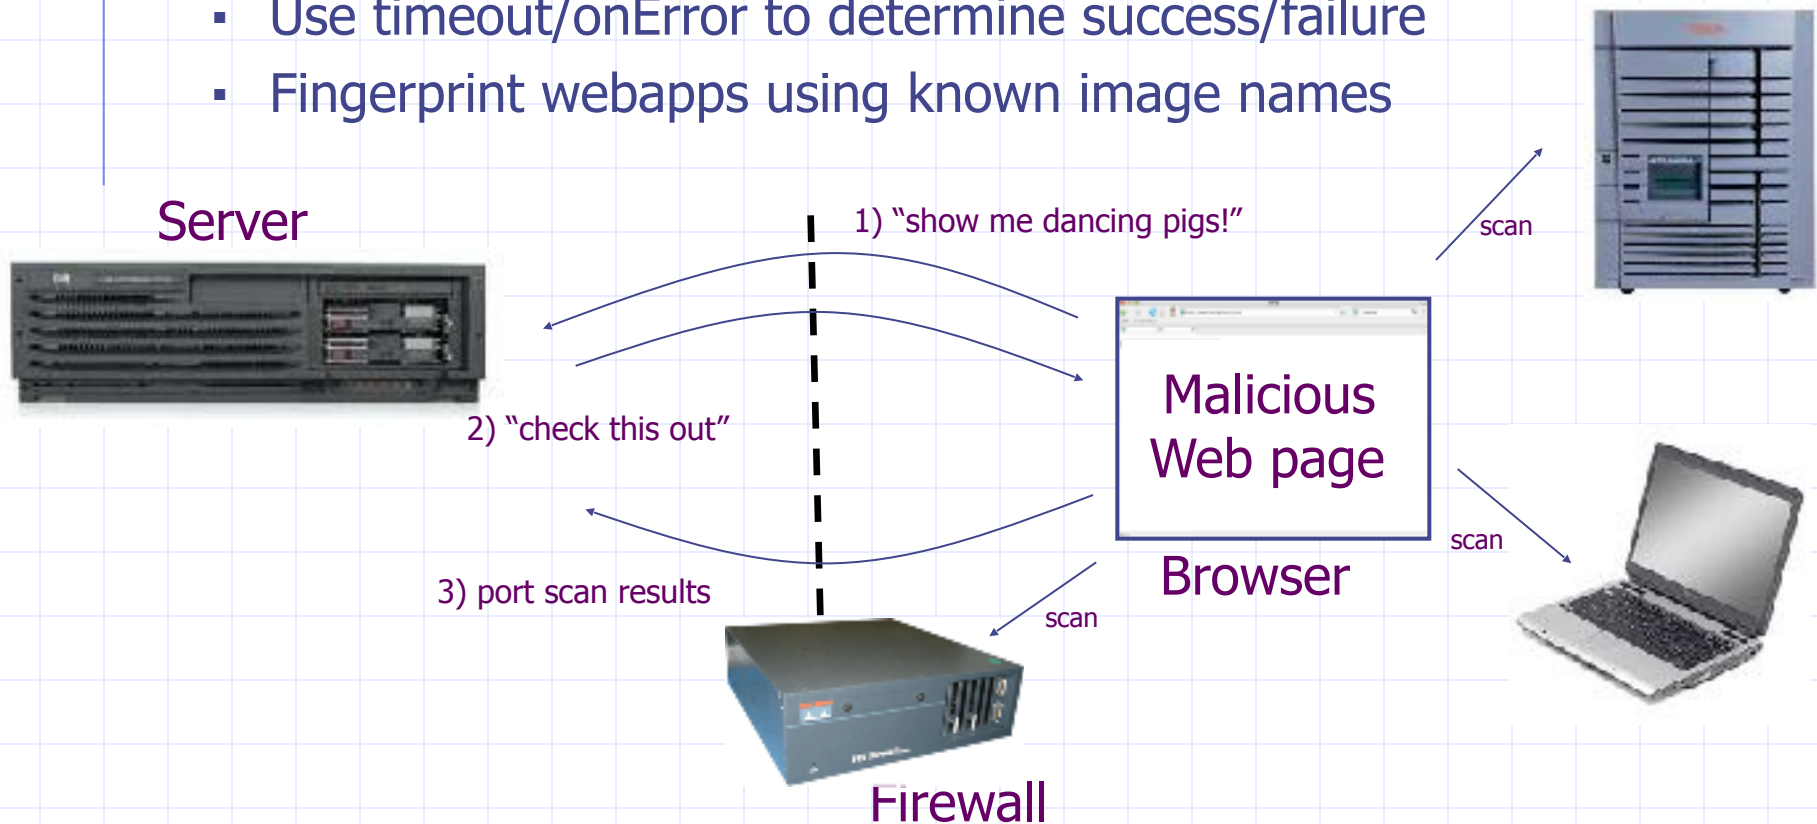 ▪ Use timeout/onError to determine success/failure
▪ Fingerprint webapps using known image names
Server
1) “show me dancing pigs!”
scan
2) “check this out”
Malicious
Web page
scan
Browser
3) port scan results
scan
Firewall